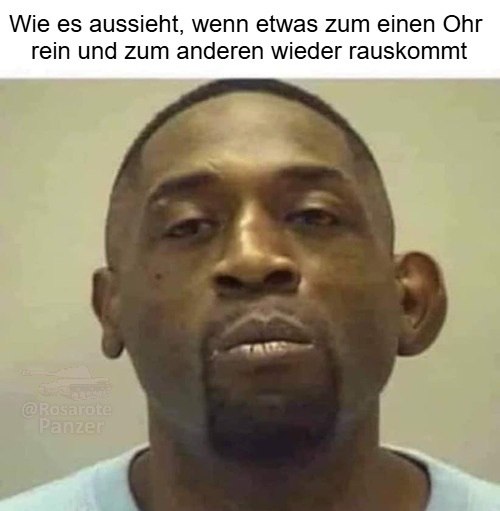 Wie es aussieht, wenn etwas zum einen Ohr
rein und zum anderen wieder rauskommt
@Rosarote
Panzer